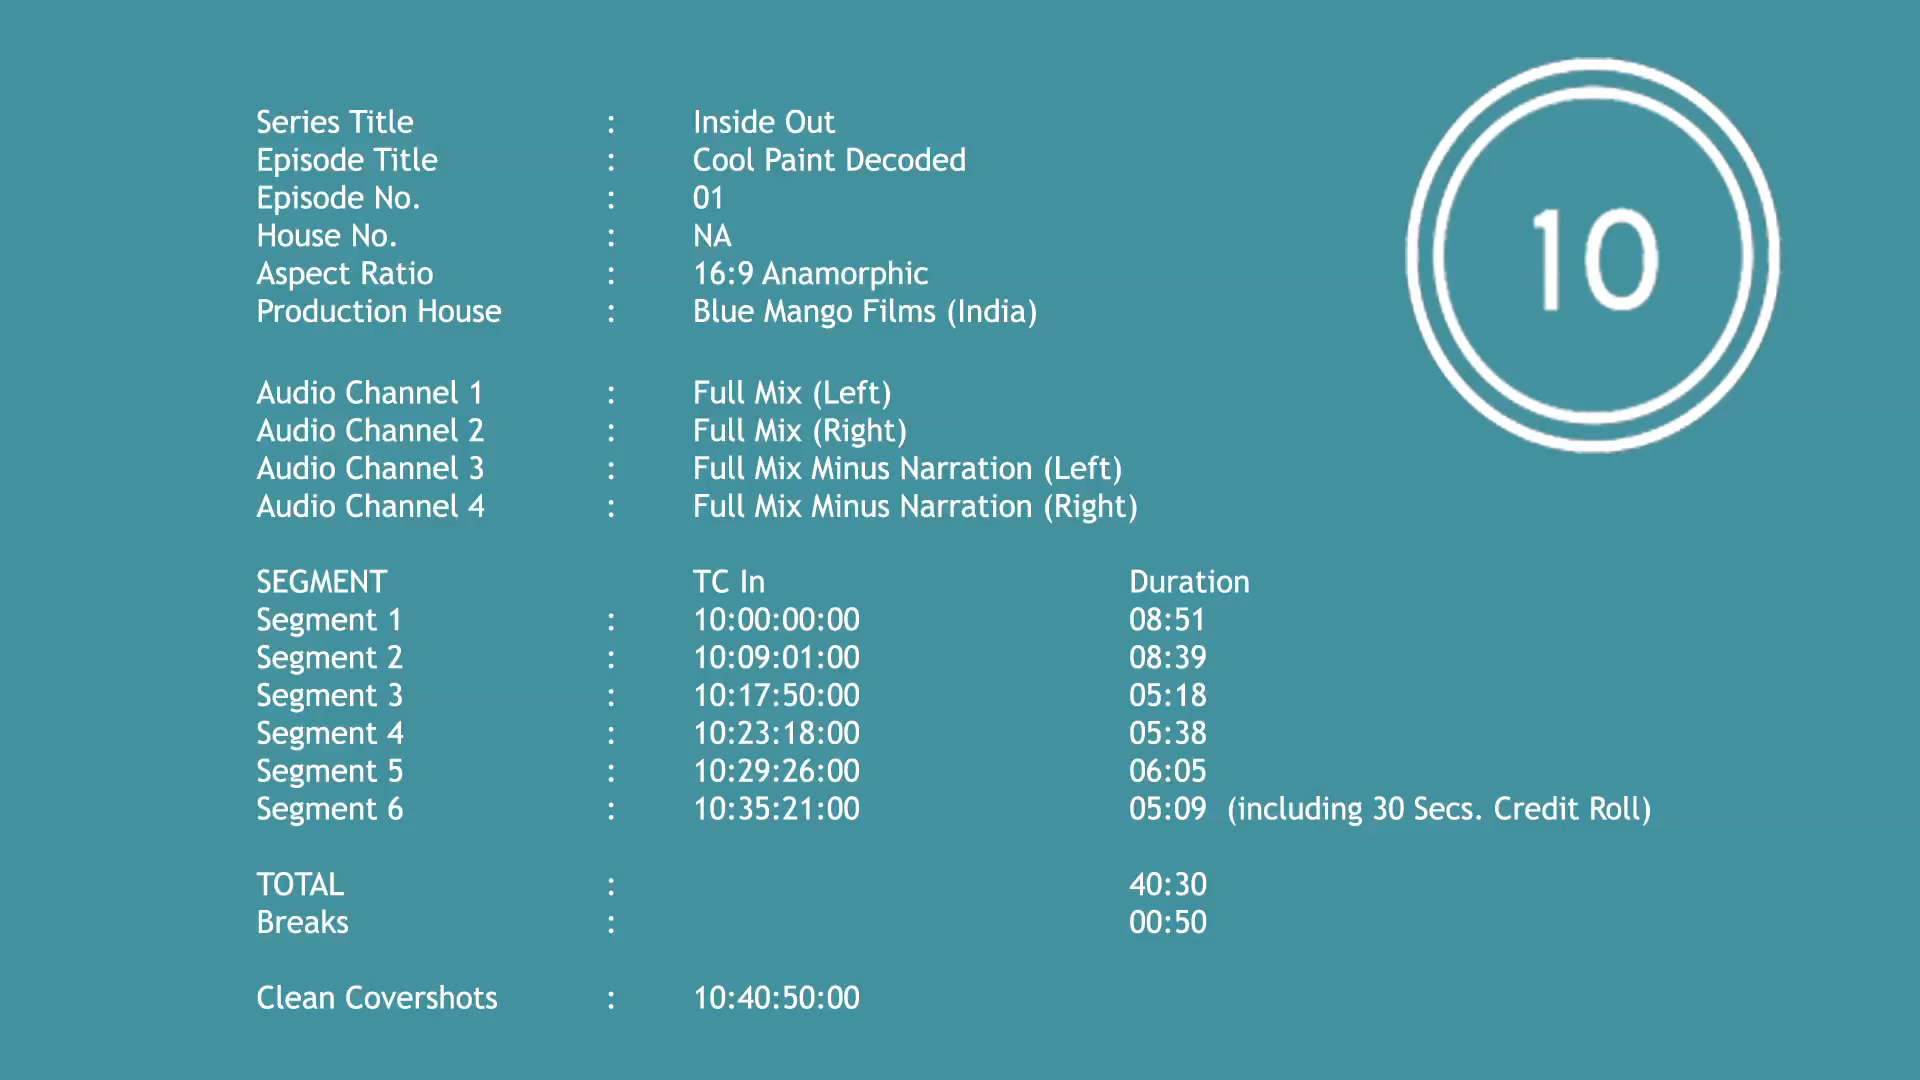 Series Title : Inside Out
Episode Title : Cool Paint Decoded
Episode No. : 01
House No. : NA
Aspect Ratio : 16:9 Anamorphic
Production House : Blue Mango Films (India)
10
Audio Channel 1 : Full Mix (Left)
Audio Channel 2 : Full Mix (Right)
Audio Channel 3 : Full Mix Minus Narration (Left)
Audio Channel 4 : Full Mix Minus Narration (Right)
SEGMENT TC In Duration
Segment 1 : 10:00:00:00 08:51
Segment 2 : 10:09:01:00 08:39
Segment 3 : 10:17:50:00 05:18
Segment 4 : 10:23:18:00 05:38
Segment 5 : 10:29:26:00 06:05
Segment 6 : 10:35:21:00 05:09 (including 30 Secs. Credit Roll)
TOTAL : 40:30
Breaks : 00:50
Clean Covershots : 10:40:50:00